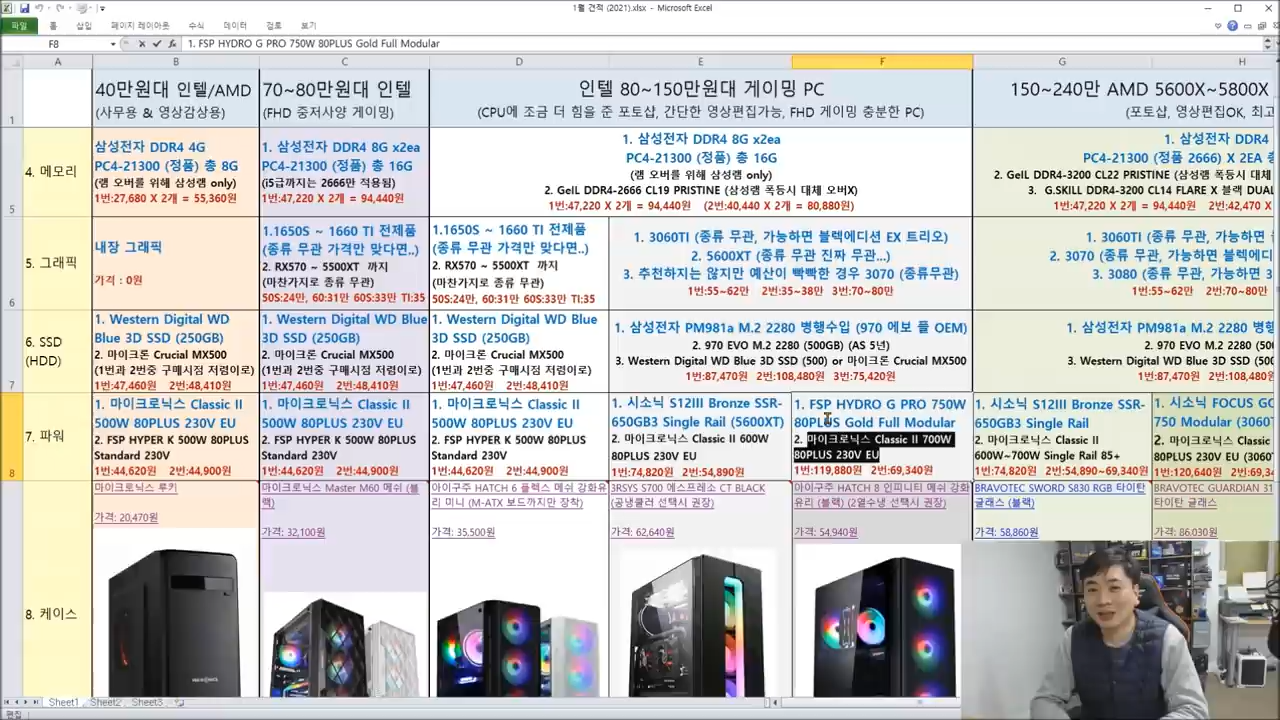 1월 견적 (2021).xlsx - Microsoft Excel
파일 홈 삽입 페이지 레이아웃 수식 데이터 검토 보기
F8 1. FSP HYDRO G PRO 750W 80PLUS Gold Full Modular
A B C D E F G H
1
40만원대 인텔/AMD
(사무용 & 영상감상용)
70~80만원대 인텔
(FHD 중저사양 게이밍)
인텔 80~150만원대 게이밍 PC
(CPU에 조금 더 힘을 준 포토샵, 간단한 영상편집가능, FHD 게이밍 충분한 PC)
150~240만 AMD 5600X~5800X
(포토샵, 영상편집OK, 최고
5
4. 메모리
삼성전자 DDR4 4G
PC4-21300 (정품) 총 8G
(램 오버를 위해 삼성램 only)
1번:27,680 X 2개 = 55,360원
1. 삼성전자 DDR4 8G x2ea
PC4-21300 (정품) 총 16G
(i5급까지는 2666만 적용됨)
1번:47,220 X 2개 = 94,440원
1. 삼성전자 DDR4 8G x2ea
PC4-21300 (정품) 총 16G
(램 오버를 위해 삼성램 only)
2. GeIL DDR4-2666 CL19 PRISTINE (삼성램 폭등시 대체 오버X)
1번:47,220 X 2개 = 94,440원 (2번:40,440 X 2개 = 80,880원)
1. 삼성전자 DDR4
PC4-21300 (정품 2666) X 2EA 총
2. GeIL DDR4-3200 CL22 PRISTINE (삼성램
3. G.SKILL DDR4-3200 CL14 FLARE X 블랙 DUAL
1번:47,220 X 2개 = 94,440원 2번:42,470 X
6
5. 그래픽
내장 그래픽
가격 : 0원
1.1650S ~ 1660 TI 전제품
(종류 무관 가격만 맞다면..)
2. RX570 ~ 5500XT 까지
(마찬가지로 종류 무관)
50S:24만, 60:31만 60S:33만 TI:35
1.1650S ~ 1660 TI 전제품
(종류 무관 가격만 맞다면..)
2. RX570 ~ 5500XT 까지
(마찬가지로 종류 무관)
50S:24만, 60:31만 60S:33만 TI:35
1. 3060TI (종류 무관, 가능하면 블렉에디션 EX 트리오)
2. 5600XT (종류 무관 진짜 무관...)
3. 추천하지는 않지만 예산이 빡빡한 경우 3070 (종류무관)
1번:55~62만 2번:35~38만 3번:70~80만
1. 3060TI (종류 무관, 가능하면
2. 3070 (종류 무관, 가능하면 블렉에디
3. 3080 (종류 무관, 가능하면
1번:55~62만 2번:70~80만
7
6. SSD
(HDD)
1. Western Digital WD
Blue 3D SSD (250GB)
2. 마이크론 Crucial MX500
(1번과 2번중 구매시점 저렴이로)
1번:47,460원 2번:48,410원
1. Western Digital WD Blue
3D SSD (250GB)
2. 마이크론 Crucial MX500
(1번과 2번중 구매시점 저렴이로)
1번:47,460원 2번:48,410원
1. Western Digital WD Blue
3D SSD (250GB)
2. 마이크론 Crucial MX500
(1번과 2번중 구매시점 저렴이로)
1번:47,460원 2번:48,410원
1. 삼성전자 PM981a M.2 2280 병행수입 (970 에보 플 OEM)
2. 970 EVO M.2 2280 (500GB) (AS 5년)
3. Western Digital WD Blue 3D SSD (500) or 마이크론 Crucial MX500
1번:87,470원 2번:108,480원 3번:75,420원
1. 삼성전자 PM981a M.2 2280 병행
2. 970 EVO M.2 2280 (500
3. Western Digital WD Blue 3D SSD (500
1번:87,470원 2번:108,480원
8
7. 파워
1. 마이크로닉스 Classic II
500W 80PLUS 230V EU
2. FSP HYPER K 500W 80PLUS
Standard 230V
1번:44,620원 2번:44,900원
1. 마이크로닉스 Classic II
500W 80PLUS 230V EU
2. FSP HYPER K 500W 80PLUS
Standard 230V
1번:44,620원 2번:44,900원
1. 마이크로닉스 Classic II
500W 80PLUS 230V EU
2. FSP HYPER K 500W 80PLUS
Standard 230V
1번:44,620원 2번:44,900원
1. 시소닉 S12III Bronze SSR-
650GB3 Single Rail (5600XT)
2. 마이크로닉스 Classic II 600W
80PLUS 230V EU
1번:74,820원 2번:54,890원
1. FSP HYDRO G PRO 750W
80PLUS Gold Full Modular
2. 마이크로닉스 Classic II 700W
80PLUS 230V EU
1번:119,880원 2번:69,340원
1. 시소닉 S12III Bronze SSR-
650GB3 Single Rail
2. 마이크로닉스 Classic II
600W~700W Single Rail 85+
1번:74,820원 2번:54,890원
1. 시소닉 FOCUS GO
750 Modular (3060T
2. 마이크로닉스 Classic
80PLUS 230V EU (3060
1번:120,640원 2번:69,3
8. 케이스
마이크로닉스 루키
가격: 20,470원
마이크로닉스 Master M60 메쉬 (블
랙)
가격: 32,100원
아이구주 HATCH 6 플렉스 메쉬 강화유
리 미니 (M-ATX 보드까지만 장착)
가격: 35,500원
3RSYS S700 에스프레소 CT BLACK
(공냉쿨러 선택시 권장)
가격: 62,640원
아이구주 HATCH 8 인피니티 메쉬 강화
유리 (블랙) (2열수냉 선택시 권장)
가격: 54,940원
BRAVOTEC SWORD S830 RGB 타이탄
글래스 (블랙)
가격: 58,860원
BRAVOTEC GUARDIAN 31
타이탄 글래스
가격: 86,030원
Sheet1 Sheet2 Sheet3
편집